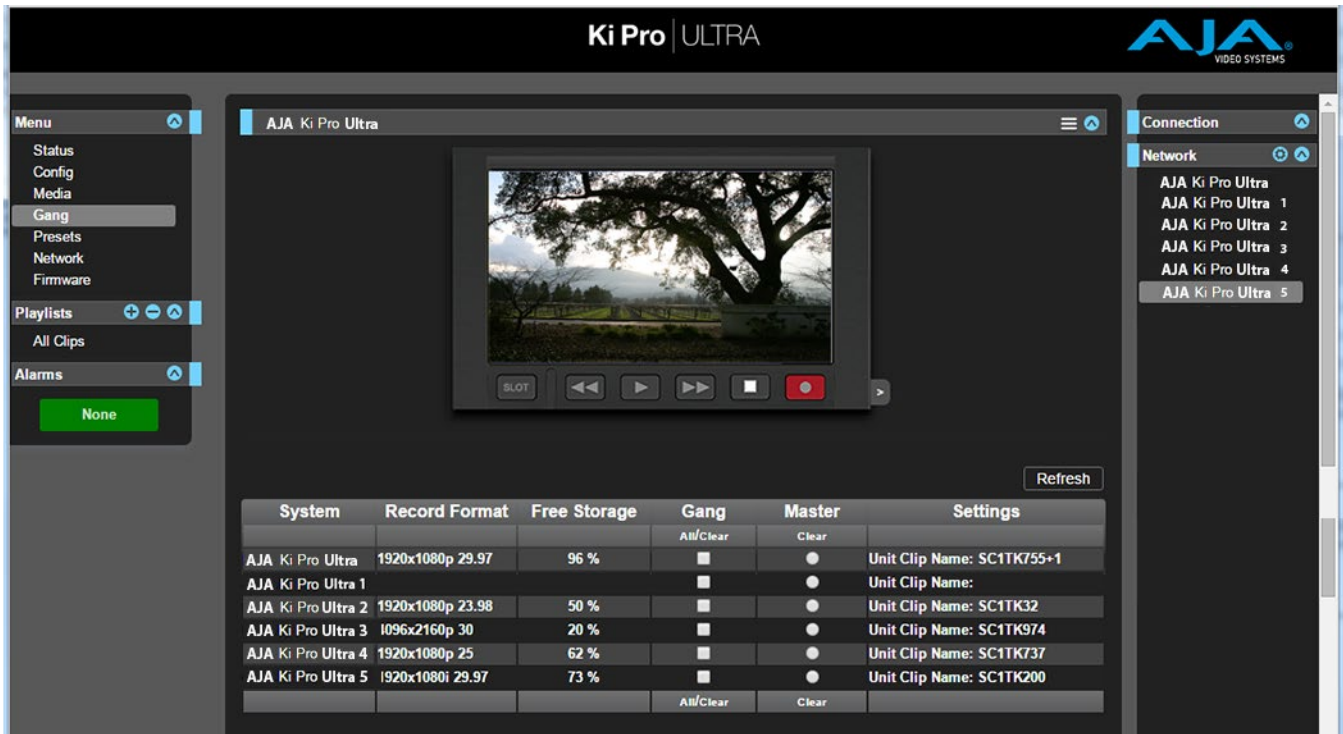 Ki Pro ULTRA
AJA
VIDEO SYSTEMS
Menu
Status
Config
Media
Gang
Presets
Network
Firmware
Playlists
All Clips
Alarms
None
AJA Ki Pro Ultra
SLOT
>
Refresh
System Record Format Free Storage Gang Master Settings
All/Clear Clear
AJA Ki Pro Ultra 1920x1080p 29.97 96 % Unit Clip Name: SC1TK755+1
AJA Ki Pro Ultra 1 Unit Clip Name:
AJA Ki Pro Ultra 2 1920x1080p 23.98 50 % Unit Clip Name: SC1TK32
AJA Ki Pro Ultra 3 4096x2160p 30 20 % Unit Clip Name: SC1TK974
AJA Ki Pro Ultra 4 1920x1080p 25 62 % Unit Clip Name: SC1TK737
AJA Ki Pro Ultra 5 1920x1080i 29.97 73 % Unit Clip Name: SC1TK200
All/Clear Clear
Connection
Network
AJA Ki Pro Ultra
AJA Ki Pro Ultra 1
AJA Ki Pro Ultra 2
AJA Ki Pro Ultra 3
AJA Ki Pro Ultra 4
AJA Ki Pro Ultra 5